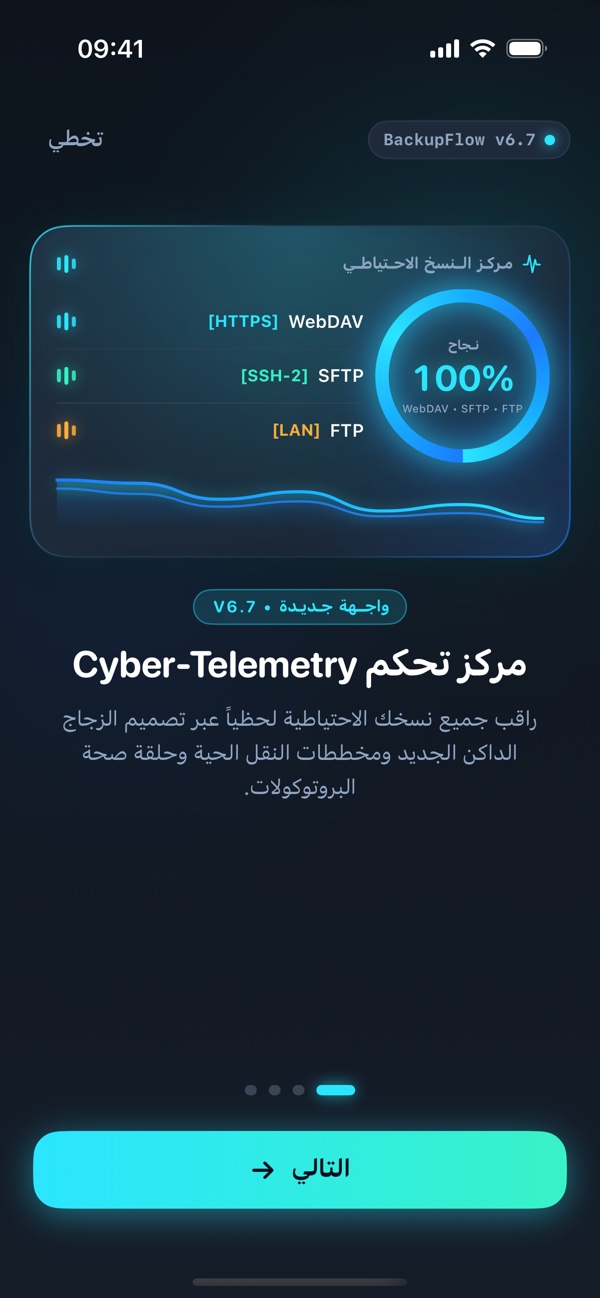 09:41
BackupFlow v6.7
تخطي
مركز النسخ الاحتياطي
نجاح
100%
WebDAV • SFTP • FTP
WebDAV [HTTPS]
SFTP [SSH-2]
FTP [LAN]
واجهة جديدة • V6.7
مركز تحكم Cyber-Telemetry
راقب جميع نسخك الاحتياطية لحظياً عبر تصميم الزجاج
الداكن الجديد ومخططات النقل الحية وحلقة صحة
البروتوكولات.
التالي →